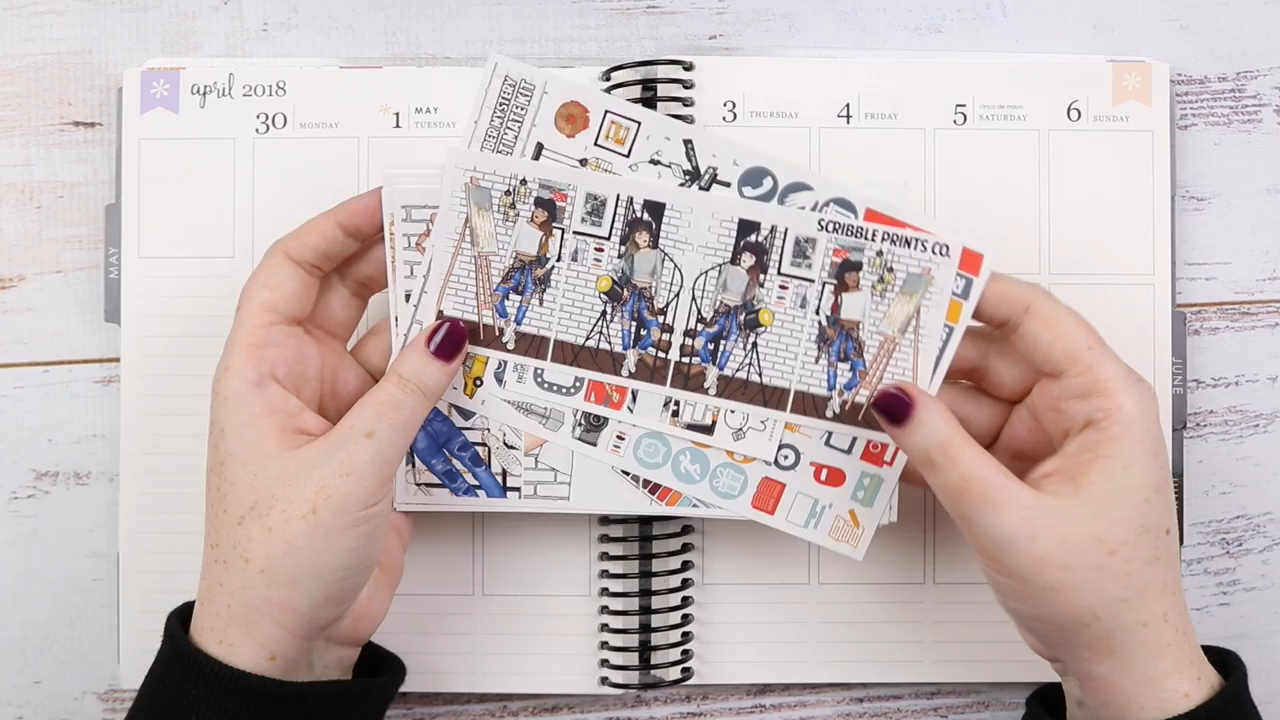 april 2018
30 MONDAY
1 MAY TUESDAY
3 THURSDAY
4 FRIDAY
5 cinco de mayo SATURDAY
6 SUNDAY
SCRIBBLE PRINTS CO.
MAY
JUNE